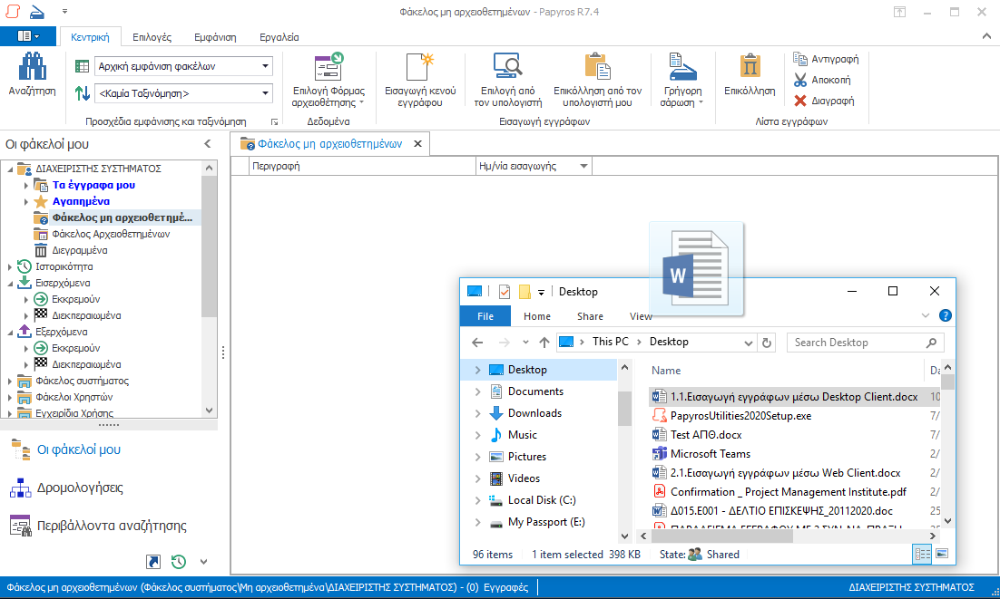 Φάκελος μη αρχειοθετημένων - Papyros R7.4
Κεντρική Επιλογές Εμφάνιση Εργαλεία
Αναζήτηση
Αρχική εμφάνιση φακέλων
<Καμία Ταξινόμηση>
Προσχέδια εμφάνισης και ταξινόμηση
Επιλογή Φόρμας
αρχειοθέτησης
Δεδομένα
Εισαγωγή κενού
εγγράφου
Επιλογή από
τον υπολογιστή
Επικόλληση από τον
υπολογιστή μου
Γρήγορη
σάρωση
Εισαγωγή εγγράφων
Επικόλληση
Αντιγραφή
Αποκοπή
Διαγραφή
Λίστα εγγράφων
Οι φάκελοί μου
ΔΙΑΧΕΙΡΙΣΤΗΣ ΣΥΣΤΗΜΑΤΟΣ
Τα έγγραφα μου
Αγαπημένα
Φάκελος μη αρχειοθετημέ...
Φάκελος Αρχειοθετημένων
Διεγραμμένα
Ιστορικότητα
Εισερχόμενα
Εκκρεμούν
Διεκπεραιωμένα
Εξερχόμενα
Εκκρεμούν
Διεκπεραιωμένα
Φάκελος συστήματος
Φάκελοι Χρηστών
Εγχειρίδια Χρήσης
Οι φάκελοί μου
Δρομολογήσεις
Περιβάλλοντα αναζήτησης
Φάκελος μη αρχειοθετημένων
Περιγραφή Ημ/νία εισαγωγής
W
Desktop
File Home Share View
This PC Desktop
Search Desktop
Desktop
Documents
Downloads
Music
Pictures
Videos
Local Disk (C:)
My Passport (E:)
Name Da
1.1.Εισαγωγή εγγράφων μέσω Desktop Client.docx 10
PapyrosUtilities2020Setup.exe 7/
Test ΑΠΘ.docx 7/
Microsoft Teams 2/
2.1.Εισαγωγή εγγράφων μέσω Web Client.docx 2/
Confirmation _ Project Management Institute.pdf 2/
Δ015.Ε001 - ΔΕΛΤΙΟ ΕΠΙΣΚΕΨΗΣ_20112020.doc 25
96 items 1 item selected 398 KB State: Shared
Φάκελος μη αρχειοθετημένων (Φάκελος συστήματος\Μη αρχειοθετημένα\ΔΙΑΧΕΙΡΙΣΤΗΣ ΣΥΣΤΗΜΑΤΟΣ) - (0) Εγγραφές
ΔΙΑΧΕΙΡΙΣΤΗΣ ΣΥΣΤΗΜΑΤΟΣ